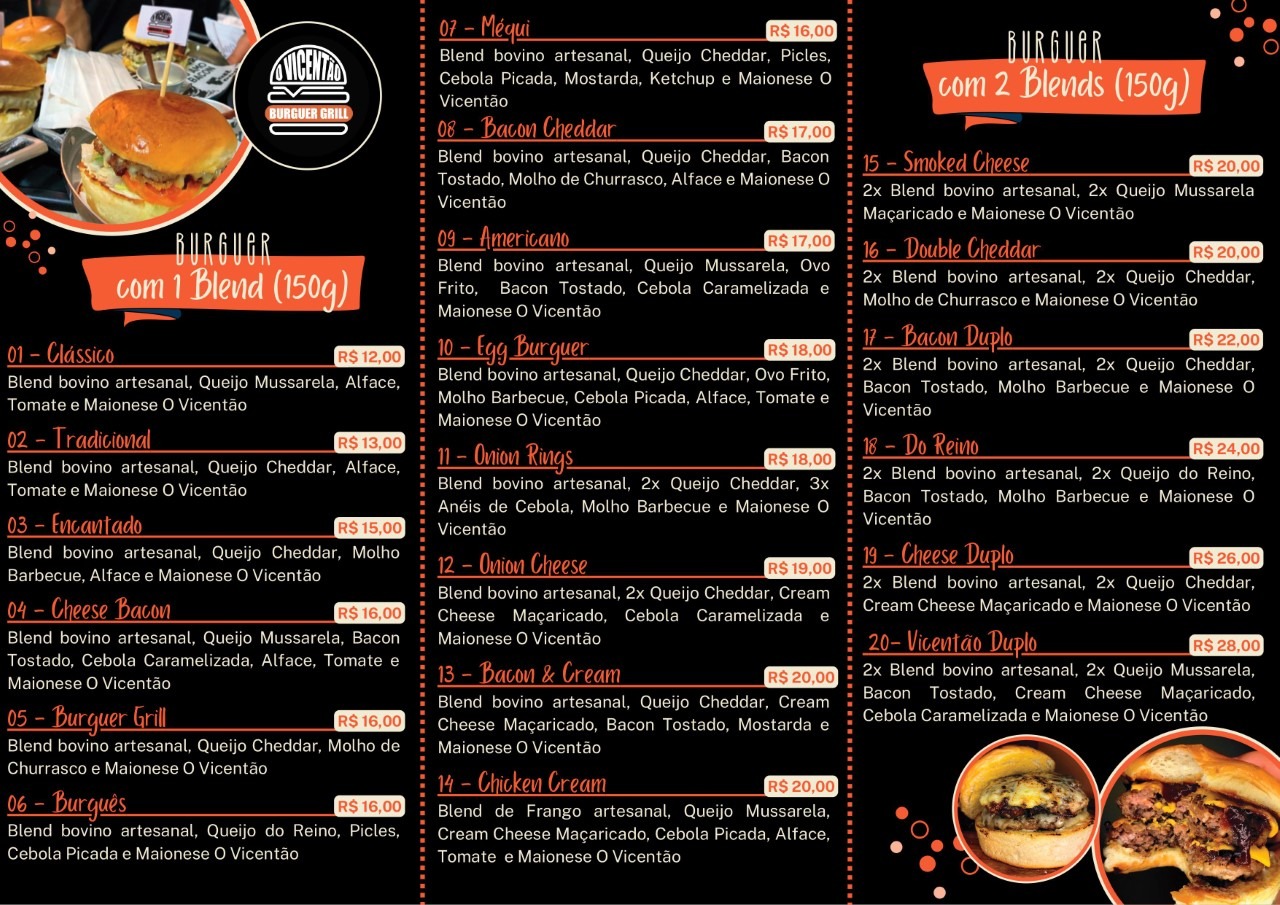 O VICENTÃO
BURGUER GRILL
BURGUER
com 1 Blend (150g)
01 - Clássico
R$ 12,00
Blend bovino artesanal, Queijo Mussarela, Alface,
Tomate e Maionese O Vicentão
02 - Tradicional
R$ 13,00
Blend bovino artesanal, Queijo Cheddar, Alface,
Tomate e Maionese O Vicentão
03 - Encantado
R$ 15,00
Blend bovino artesanal, Queijo Cheddar, Molho
Barbecue, Alface e Maionese O Vicentão
04 - Cheese Bacon
R$ 16,00
Blend bovino artesanal, Queijo Mussarela, Bacon
Tostado, Cebola Caramelizada, Alface, Tomate e
Maionese O Vicentão
05 - Burguer Grill
R$ 16,00
Blend bovino artesanal, Queijo Cheddar, Molho de
Churrasco e Maionese O Vicentão
06 - Burguês
R$ 16,00
Blend bovino artesanal, Queijo do Reino, Picles,
Cebola Picada e Maionese O Vicentão
07 - Méqui
R$ 16,00
Blend bovino artesanal, Queijo Cheddar, Picles,
Cebola Picada, Mostarda, Ketchup e Maionese O
Vicentão
08 - Bacon Cheddar
R$ 17,00
Blend bovino artesanal, Queijo Cheddar, Bacon
Tostado, Molho de Churrasco, Alface e Maionese O
Vicentão
09 - Americano
R$ 17,00
Blend bovino artesanal, Queijo Mussarela, Ovo
Frito, Bacon Tostado, Cebola Caramelizada e
Maionese O Vicentão
10 - Egg Burguer
R$ 18,00
Blend bovino artesanal, Queijo Cheddar, Ovo Frito,
Molho Barbecue, Cebola Picada, Alface, Tomate e
Maionese O Vicentão
11 - Onion Rings
R$ 18,00
Blend bovino artesanal, 2x Queijo Cheddar, 3x
Anéis de Cebola, Molho Barbecue e Maionese O
Vicentão
12 - Onion Cheese
R$ 19,00
Blend bovino artesanal, 2x Queijo Cheddar, Cream
Cheese Maçaricado, Cebola Caramelizada e
Maionese O Vicentão
13 - Bacon & Cream
R$ 20,00
Blend bovino artesanal, Queijo Cheddar, Cream
Cheese Maçaricado, Bacon Tostado, Mostarda e
Maionese O Vicentão
14 - Chicken Cream
R$ 20,00
Blend de Frango artesanal, Queijo Mussarela,
Cream Cheese Maçaricado, Cebola Picada, Alface,
Tomate e Maionese O Vicentão
BURGUER
com 2 Blends (150g)
15 - Smoked Cheese
R$ 20,00
2x Blend bovino artesanal, 2x Queijo Mussarela
Maçaricado e Maionese O Vicentão
16 - Double Cheddar
R$ 20,00
2x Blend bovino artesanal, 2x Queijo Cheddar,
Molho de Churrasco e Maionese O Vicentão
17 - Bacon Duplo
R$ 22,00
2x Blend bovino artesanal, 2x Queijo Cheddar,
Bacon Tostado, Molho Barbecue e Maionese O
Vicentão
18 - Do Reino
R$ 24,00
2x Blend bovino artesanal, 2x Queijo do Reino,
Bacon Tostado, Molho Barbecue e Maionese O
Vicentão
19 - Cheese Duplo
R$ 26,00
2x Blend bovino artesanal, 2x Queijo Cheddar,
Cream Cheese Maçaricado e Maionese O Vicentão
20- Vicentão Duplo
R$ 28,00
2x Blend bovino artesanal, 2x Queijo Mussarela,
Bacon Tostado, Cream Cheese Maçaricado,
Cebola Caramelizada e Maionese O Vicentão